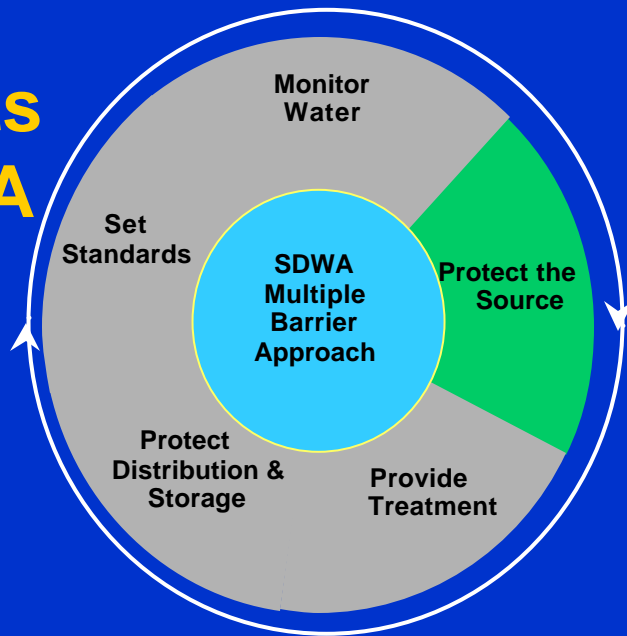 Monitor
Water
Set
Standards
SDWA
Multiple
Barrier
Approach
Protect the
Source
Protect
Distribution &
Storage
Provide
Treatment